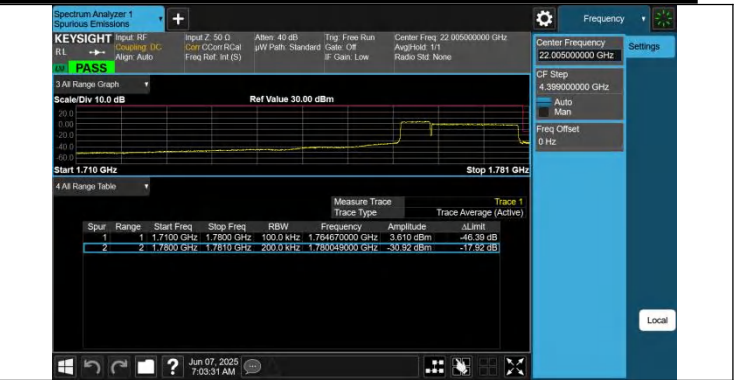 Spectrum Analyzer 1
Spurious Emissions
Frequency
KEYSIGHT
Input: RF
Input Z: 50 Ω
Atten: 40 dB
Trig: Free Run
Center Freq: 22.005000000 GHz
RL
Coupling: DC
Corr CCorr RCal
µW Path: Standard
Gate: Off
Avg|Hold: 1/1
Align: Auto
Freq Ref: Int (S)
IF Gain: Low
Radio Std: None
PASS
Center Frequency
22.005000000 GHz
Settings
CF Step
4.399000000 GHz
Auto
Man
Freq Offset
0 Hz
3 All Range Graph
Scale/Div 10.0 dB
Ref Value 30.00 dBm
20.0
0.00
-20.0
-40.0
-60.0
Start 1.710 GHz
Stop 1.781 GHz
4 All Range Table
Measure Trace
Trace 1
Trace Type
Trace Average (Active)
Spur Range Start Freq Stop Freq RBW Frequency Amplitude ΔLimit
1 1 1.7100 GHz 1.7800 GHz 100.0 kHz 1.764670000 GHz 3.610 dBm -46.39 dB
2 2 1.7800 GHz 1.7810 GHz 200.0 kHz 1.780049000 GHz -30.92 dBm -17.92 dB
Local
?
Jun 07, 2025
7:03:31 AM